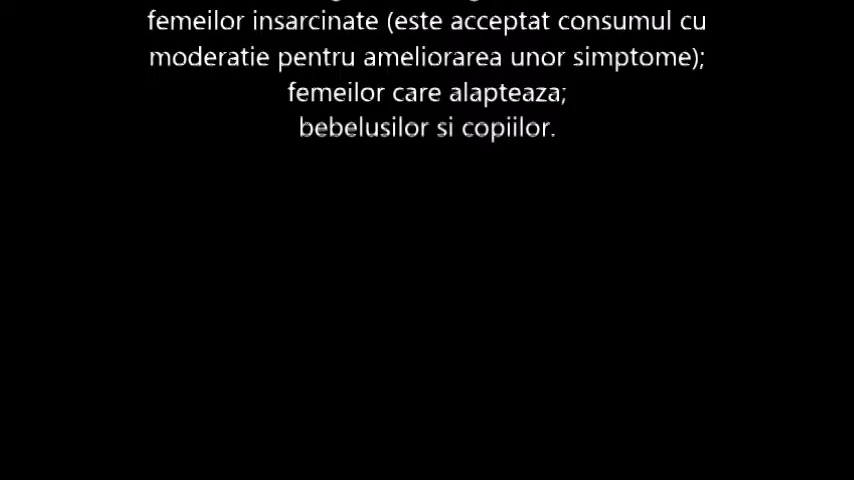 femeilor insarcinate (este acceptat consumul cu
moderatie pentru ameliorarea unor simptome);
femeilor care alapteaza;
bebelusilor si copiilor.